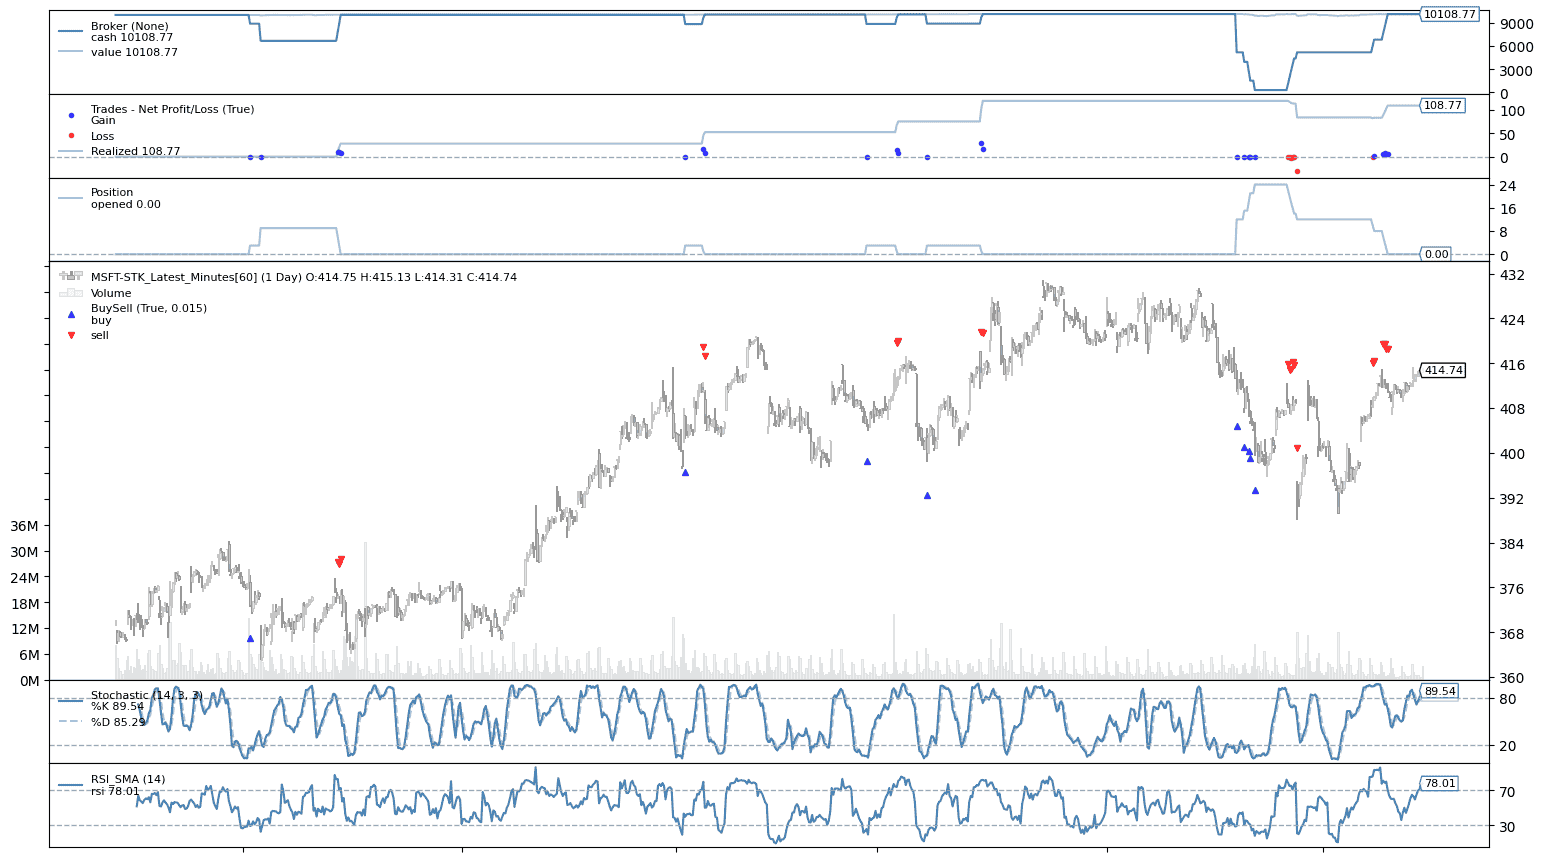 Broker (None)
cash 10108.77
value 10108.77
10108.77
9000
6000
3000
0
Trades - Net Profit/Loss (True)
Gain
Loss
Realized 108.77
108.77
100
50
0
Position
opened 0.00
24
16
8
0
0.00
MSFT-STK_Latest_Minutes[60] (1 Day) O:414.75 H:415.13 L:414.31 C:414.74
Volume
BuySell (True, 0.015)
buy
sell
432
424
416
414.74
408
400
392
384
376
368
360
36M
30M
24M
18M
12M
6M
0M
Stochastic (14, 3, 3)
%K 89.54
%D 85.29
89.54
80
20
RSI_SMA (14)
rsi 78.01
78.01
70
30